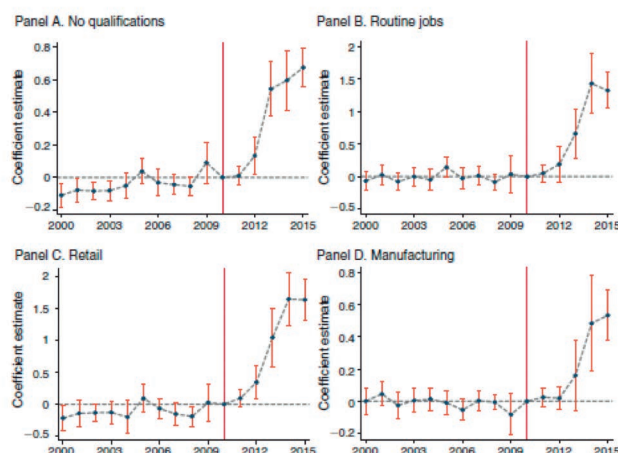 Panel A. No qualifications
0.8
0.6
0.4
0.2
0
−0.2
Coefficient estimate
2000 2003 2006 2009 2012 2015
Panel B. Routine jobs
2
1.5
1
0.5
0
−0.5
Coefficient estimate
2000 2003 2006 2009 2012 2015
Panel C. Retail
2
1.5
1
0.5
0
−0.5
Coefficient estimate
2000 2003 2006 2009 2012 2015
Panel D. Manufacturing
0.8
0.6
0.4
0.2
0
−0.2
Coefficient estimate
2000 2003 2006 2009 2012 2015